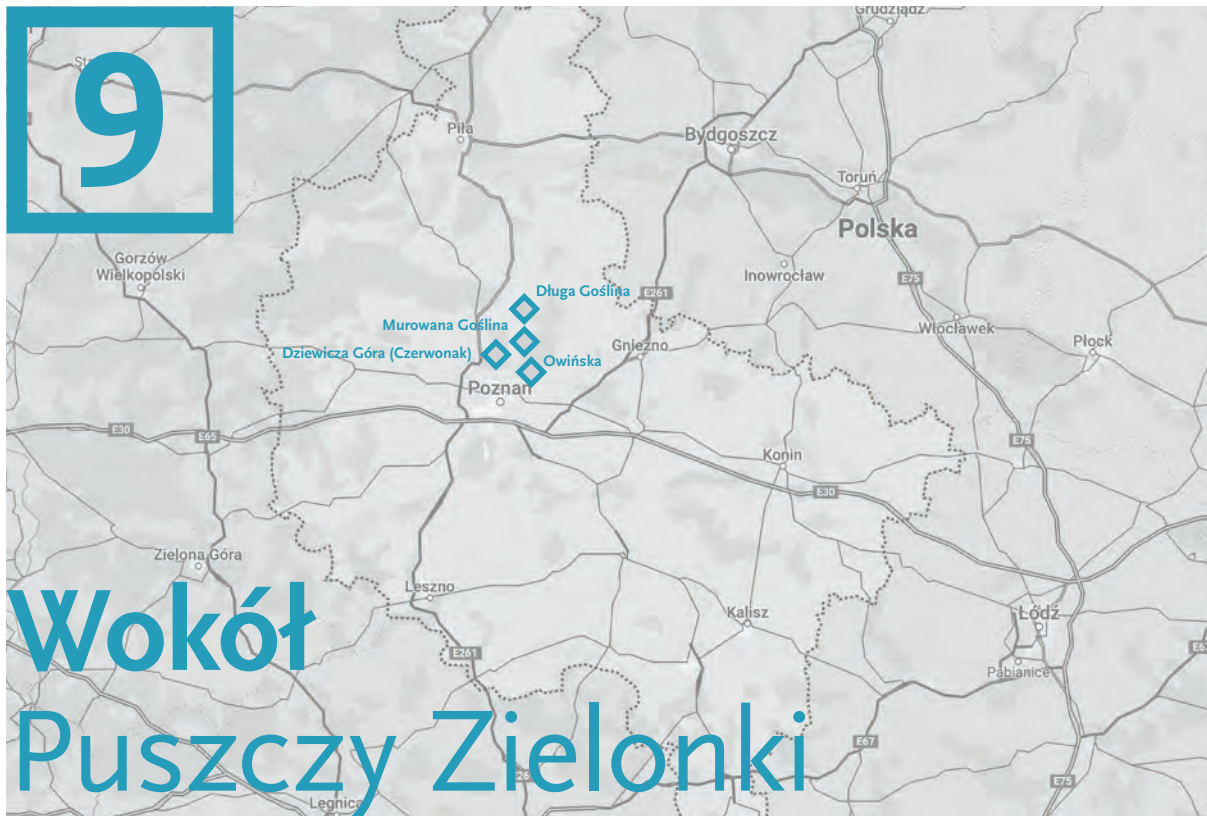 9
Grudziądz
Piła
Bydgoszcz
Toruń
Polska
Gorzów
Wielkopolski
Inowrocław
Długa Goślina
E261
E75
Murowana Goślina
Włocławek
Płock
Dziewicza Góra (Czerwonak)
Gniezno
Owińska
Poznań
E30
E65
E75
Konin
E30
Zielona Góra
Leszno
Kalisz
Łódź
E261
Pabianice
Wokół
Puszczy Zielonki
E67
E75
Legnica